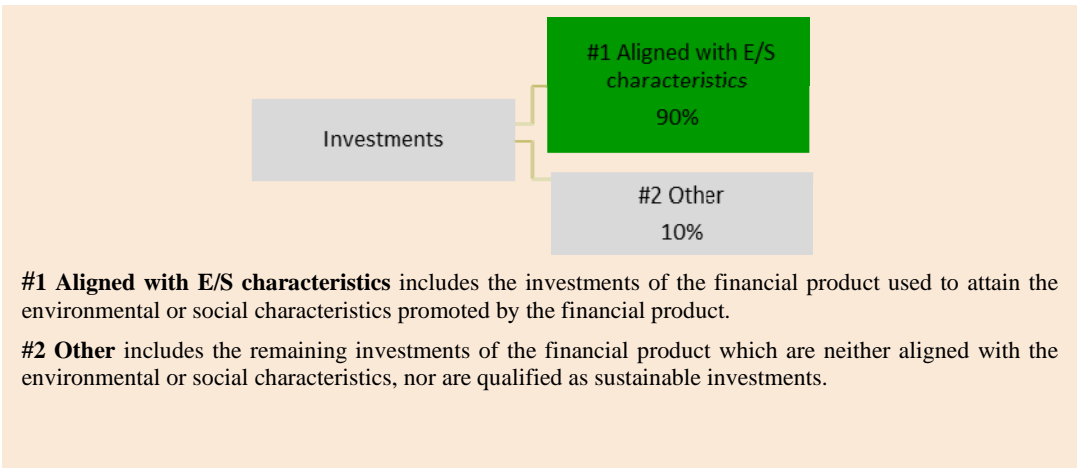 #1 Aligned with E/S
characteristics
90%
Investments
#2 Other
10%
#1 Aligned with E/S characteristics includes the investments of the financial product used to attain the
environmental or social characteristics promoted by the financial product.
#2 Other includes the remaining investments of the financial product which are neither aligned with the
environmental or social characteristics, nor are qualified as sustainable investments.